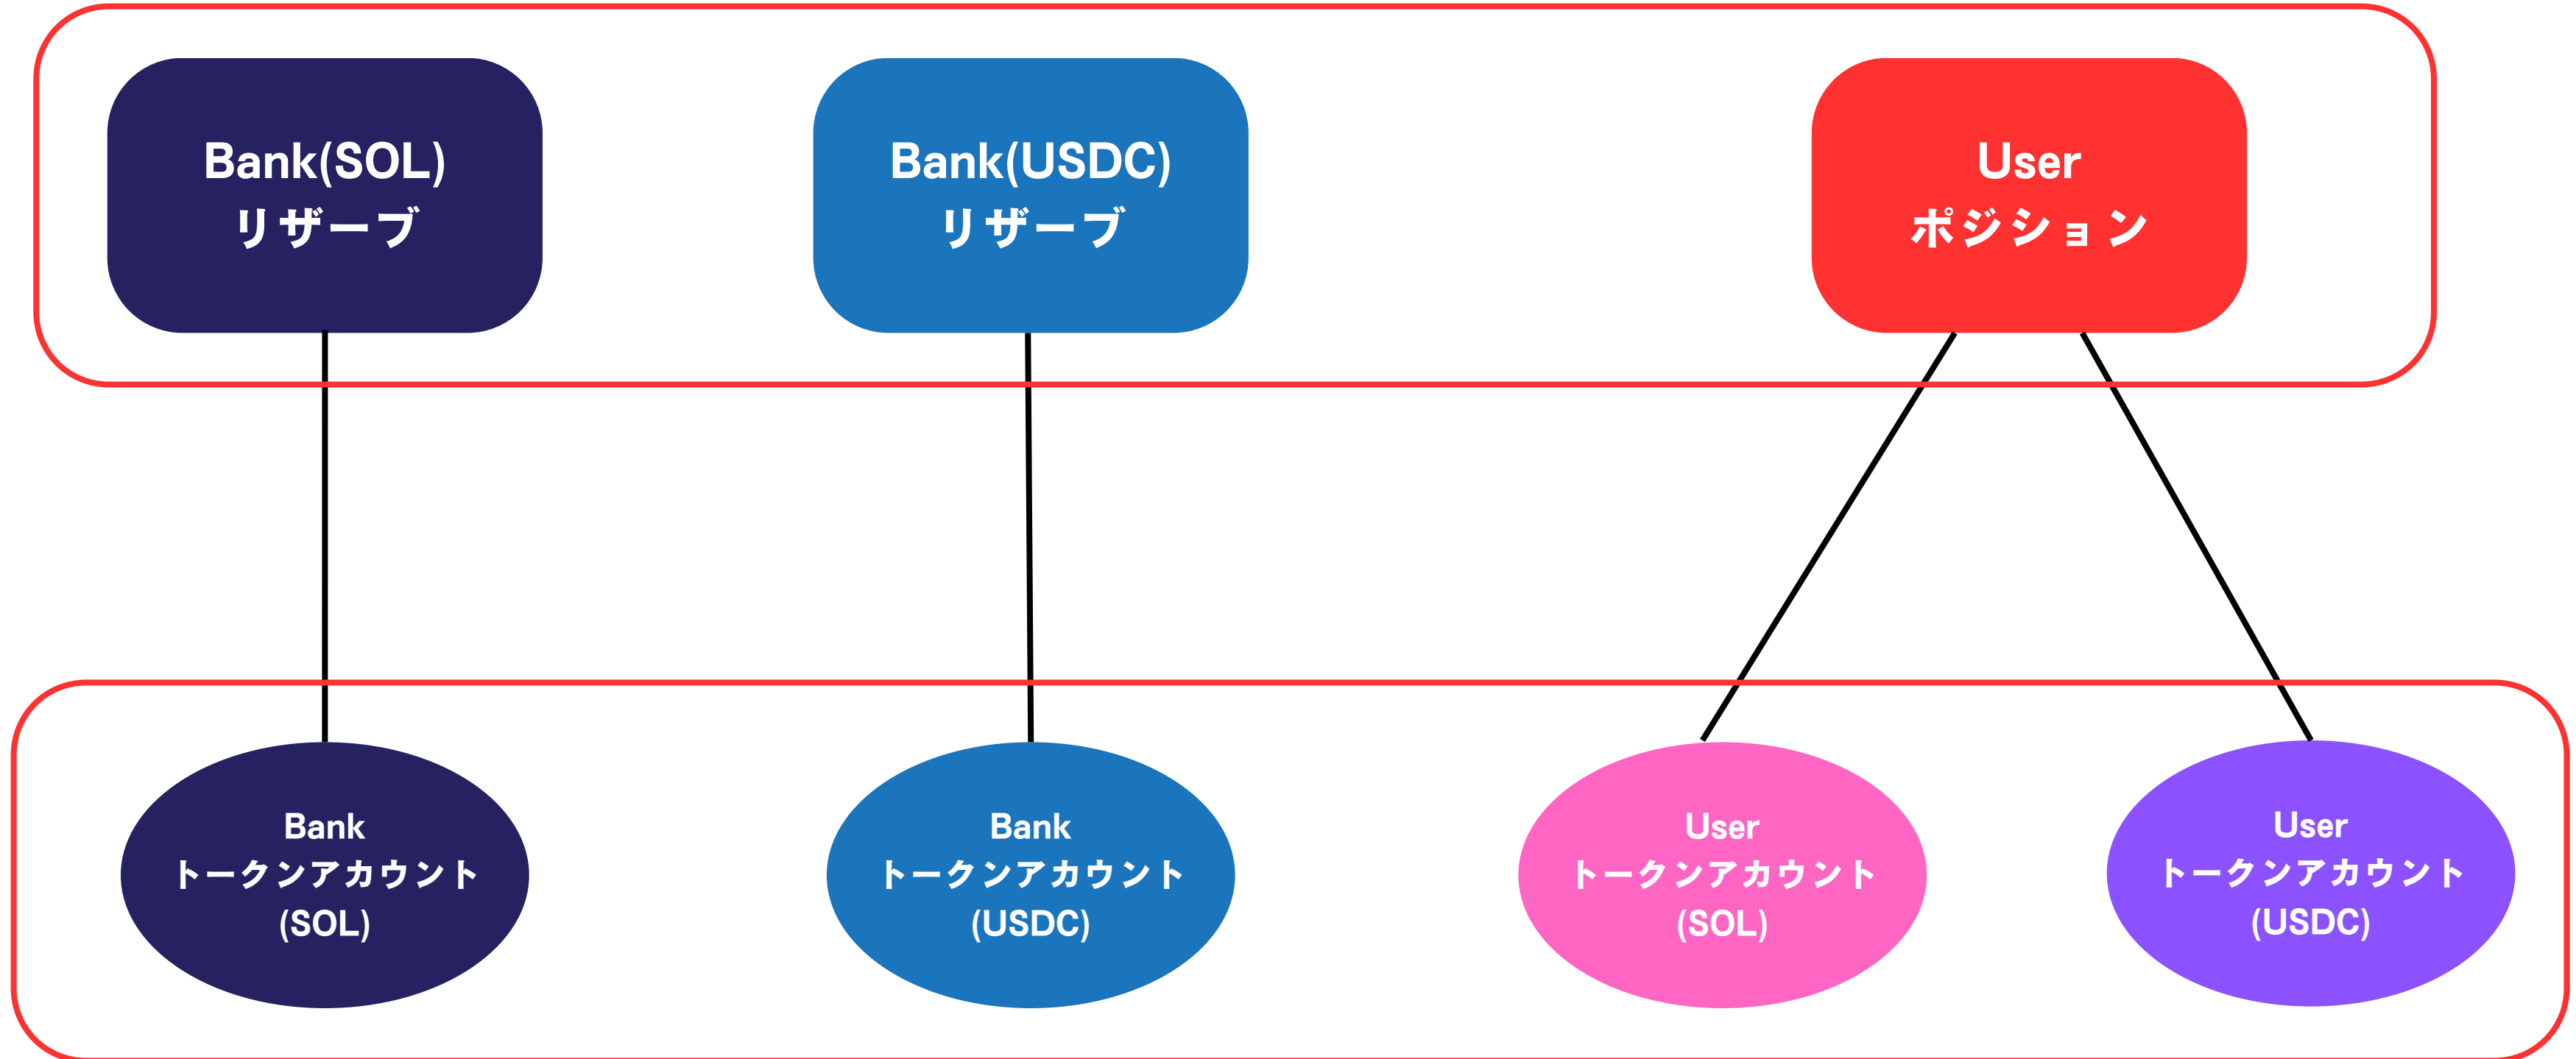 Bank(SOL)
リザーブ
Bank(USDC)
リザーブ
User
ポジション
Bank
トークンアカウント
(SOL)
Bank
トークンアカウント
(USDC)
User
トークンアカウント
(SOL)
User
トークンアカウント
(USDC)